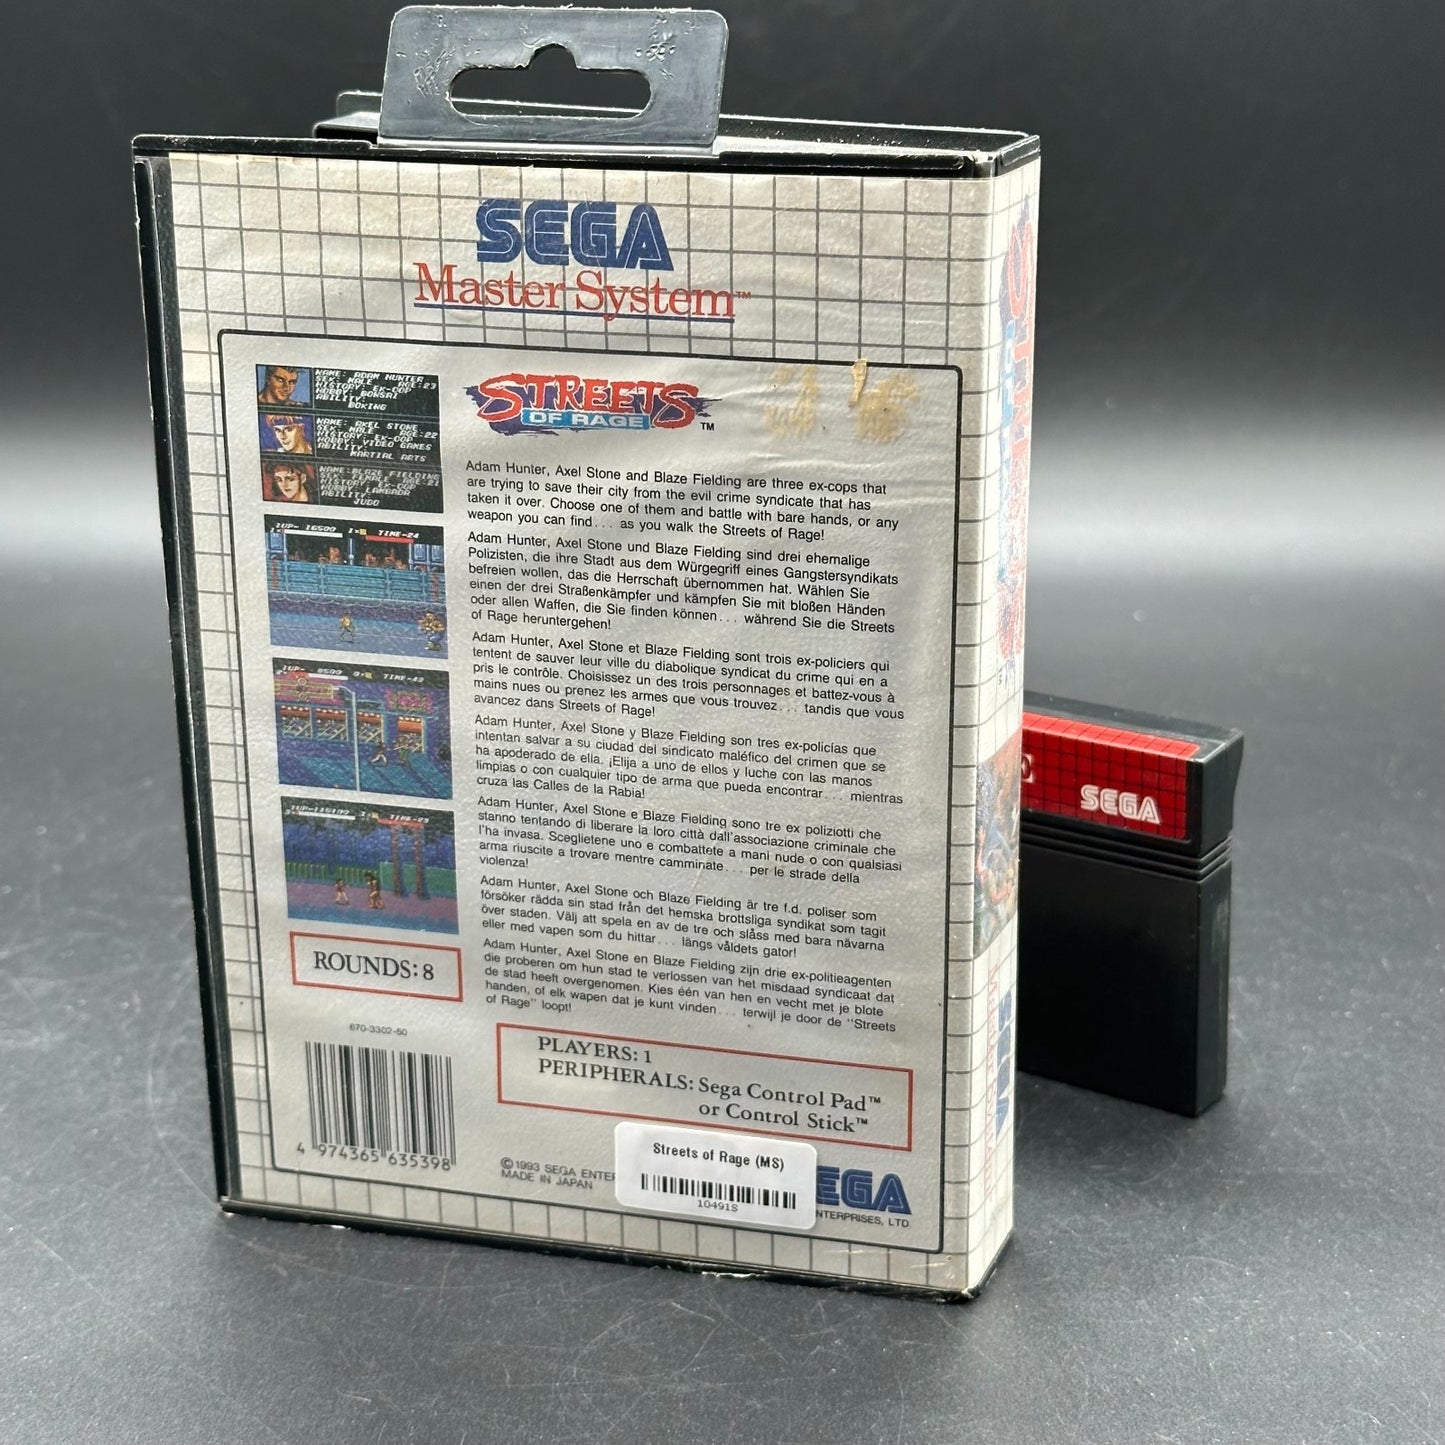 SEGA
Master System™
NAME: ADAM HUNTER
SEX: MALE AGE:23
HISTORY: EX-COP
HOBBY: BONSAI
ABILITY:
BOXING
NAME: AXEL STONE
SEX: MALE AGE:22
HISTORY: EX-COP
HOBBY: VIDEO GAMES
ABILITY:
MARTIAL ARTS
NAME: BLAZE FIELDING
SEX: FEMALE AGE:21
HISTORY: EX-COP
HOBBY: LAMBADA
ABILITY:
JUDO
1UP- 16500 TIME-24
1UP- 8500 TIME-43
1UP-115100 TIME-25
STREETS
OF RAGE ™
Adam Hunter, Axel Stone and Blaze Fielding are three ex-cops that
are trying to save their city from the evil crime syndicate that has
taken it over. Choose one of them and battle with bare hands, or any
weapon you can find... as you walk the Streets of Rage!
Adam Hunter, Axel Stone und Blaze Fielding sind drei ehemalige
Polizisten, die ihre Stadt aus dem Würgegriff eines Gangstersyndikats
befreien wollen, das die Herrschaft übernommen hat. Wählen Sie
einen der drei Straßenkämpfer und kämpfen Sie mit bloßen Händen
oder allen Waffen, die Sie finden können... während Sie die Streets
of Rage heruntergehen!
Adam Hunter, Axel Stone et Blaze Fielding sont trois ex-policiers qui
tentent de sauver leur ville du diabolique syndicat du crime qui en a
pris le contrôle. Choisissez un des trois personnages et battez-vous à
mains nues ou prenez les armes que vous trouvez... tandis que vous
avancez dans Streets of Rage!
Adam Hunter, Axel Stone y Blaze Fielding son tres ex-policías que
intentan salvar a su ciudad del sindicato maléfico del crimen que se
ha apoderado de ella. ¡Elija a uno de ellos y luche con las manos
limpias o con cualquier tipo de arma que pueda encontrar... mientras
cruza las Calles de la Rabia!
Adam Hunter, Axel Stone e Blaze Fielding sono tre ex poliziotti che
stanno tentando di liberare la loro città dall'associazione criminale che
l'ha invasa. Sceglietene uno e combattete a mani nude o con qualsiasi
arma riuscite a trovare mentre camminate... per le strade della
violenza!
Adam Hunter, Axel Stone och Blaze Fielding är tre f.d. poliser som
försöker rädda sin stad från det hemska brottsliga syndikat som tagit
över staden. Välj att spela en av de tre och slåss med bara nävarna
eller med vapen som du hittar... längs våldets gator!
Adam Hunter, Axel Stone en Blaze Fielding zijn drie ex-politieagenten
die proberen om hun stad te verlossen van het misdaad syndicaat dat
de stad heeft overgenomen. Kies één van hen en vecht met je blote
handen, of elk wapen dat je kunt vinden... terwijl je door de "Streets
of Rage" loopt!
ROUNDS: 8
670-3302-50
4 974365 635398
PLAYERS: 1
PERIPHERALS: Sega Control Pad™
or Control Stick™
©1993 SEGA ENTER
MADE IN JAPAN
Streets of Rage (MS)
10491S
EGA
NTERPRISES, LTD.
SEGA